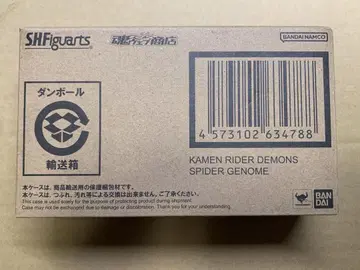 S.H.Figuarts 魂ウェブ商店
BANDAI NAMCO
ダンボール
輸送箱
4 573102 634788
KAMEN RIDER DEMONS
SPIDER GENOME
本ケースは、商品輸送用の保護梱包材です。
本ケースは、つぶれ、汚れ等による交換は出来ません。ご了承ください。
This case is used solely for the purpose of protecting product during shipment.
Case may not be exchanged due to damage or discoloration. Thank you for understanding.
BAN
DAI